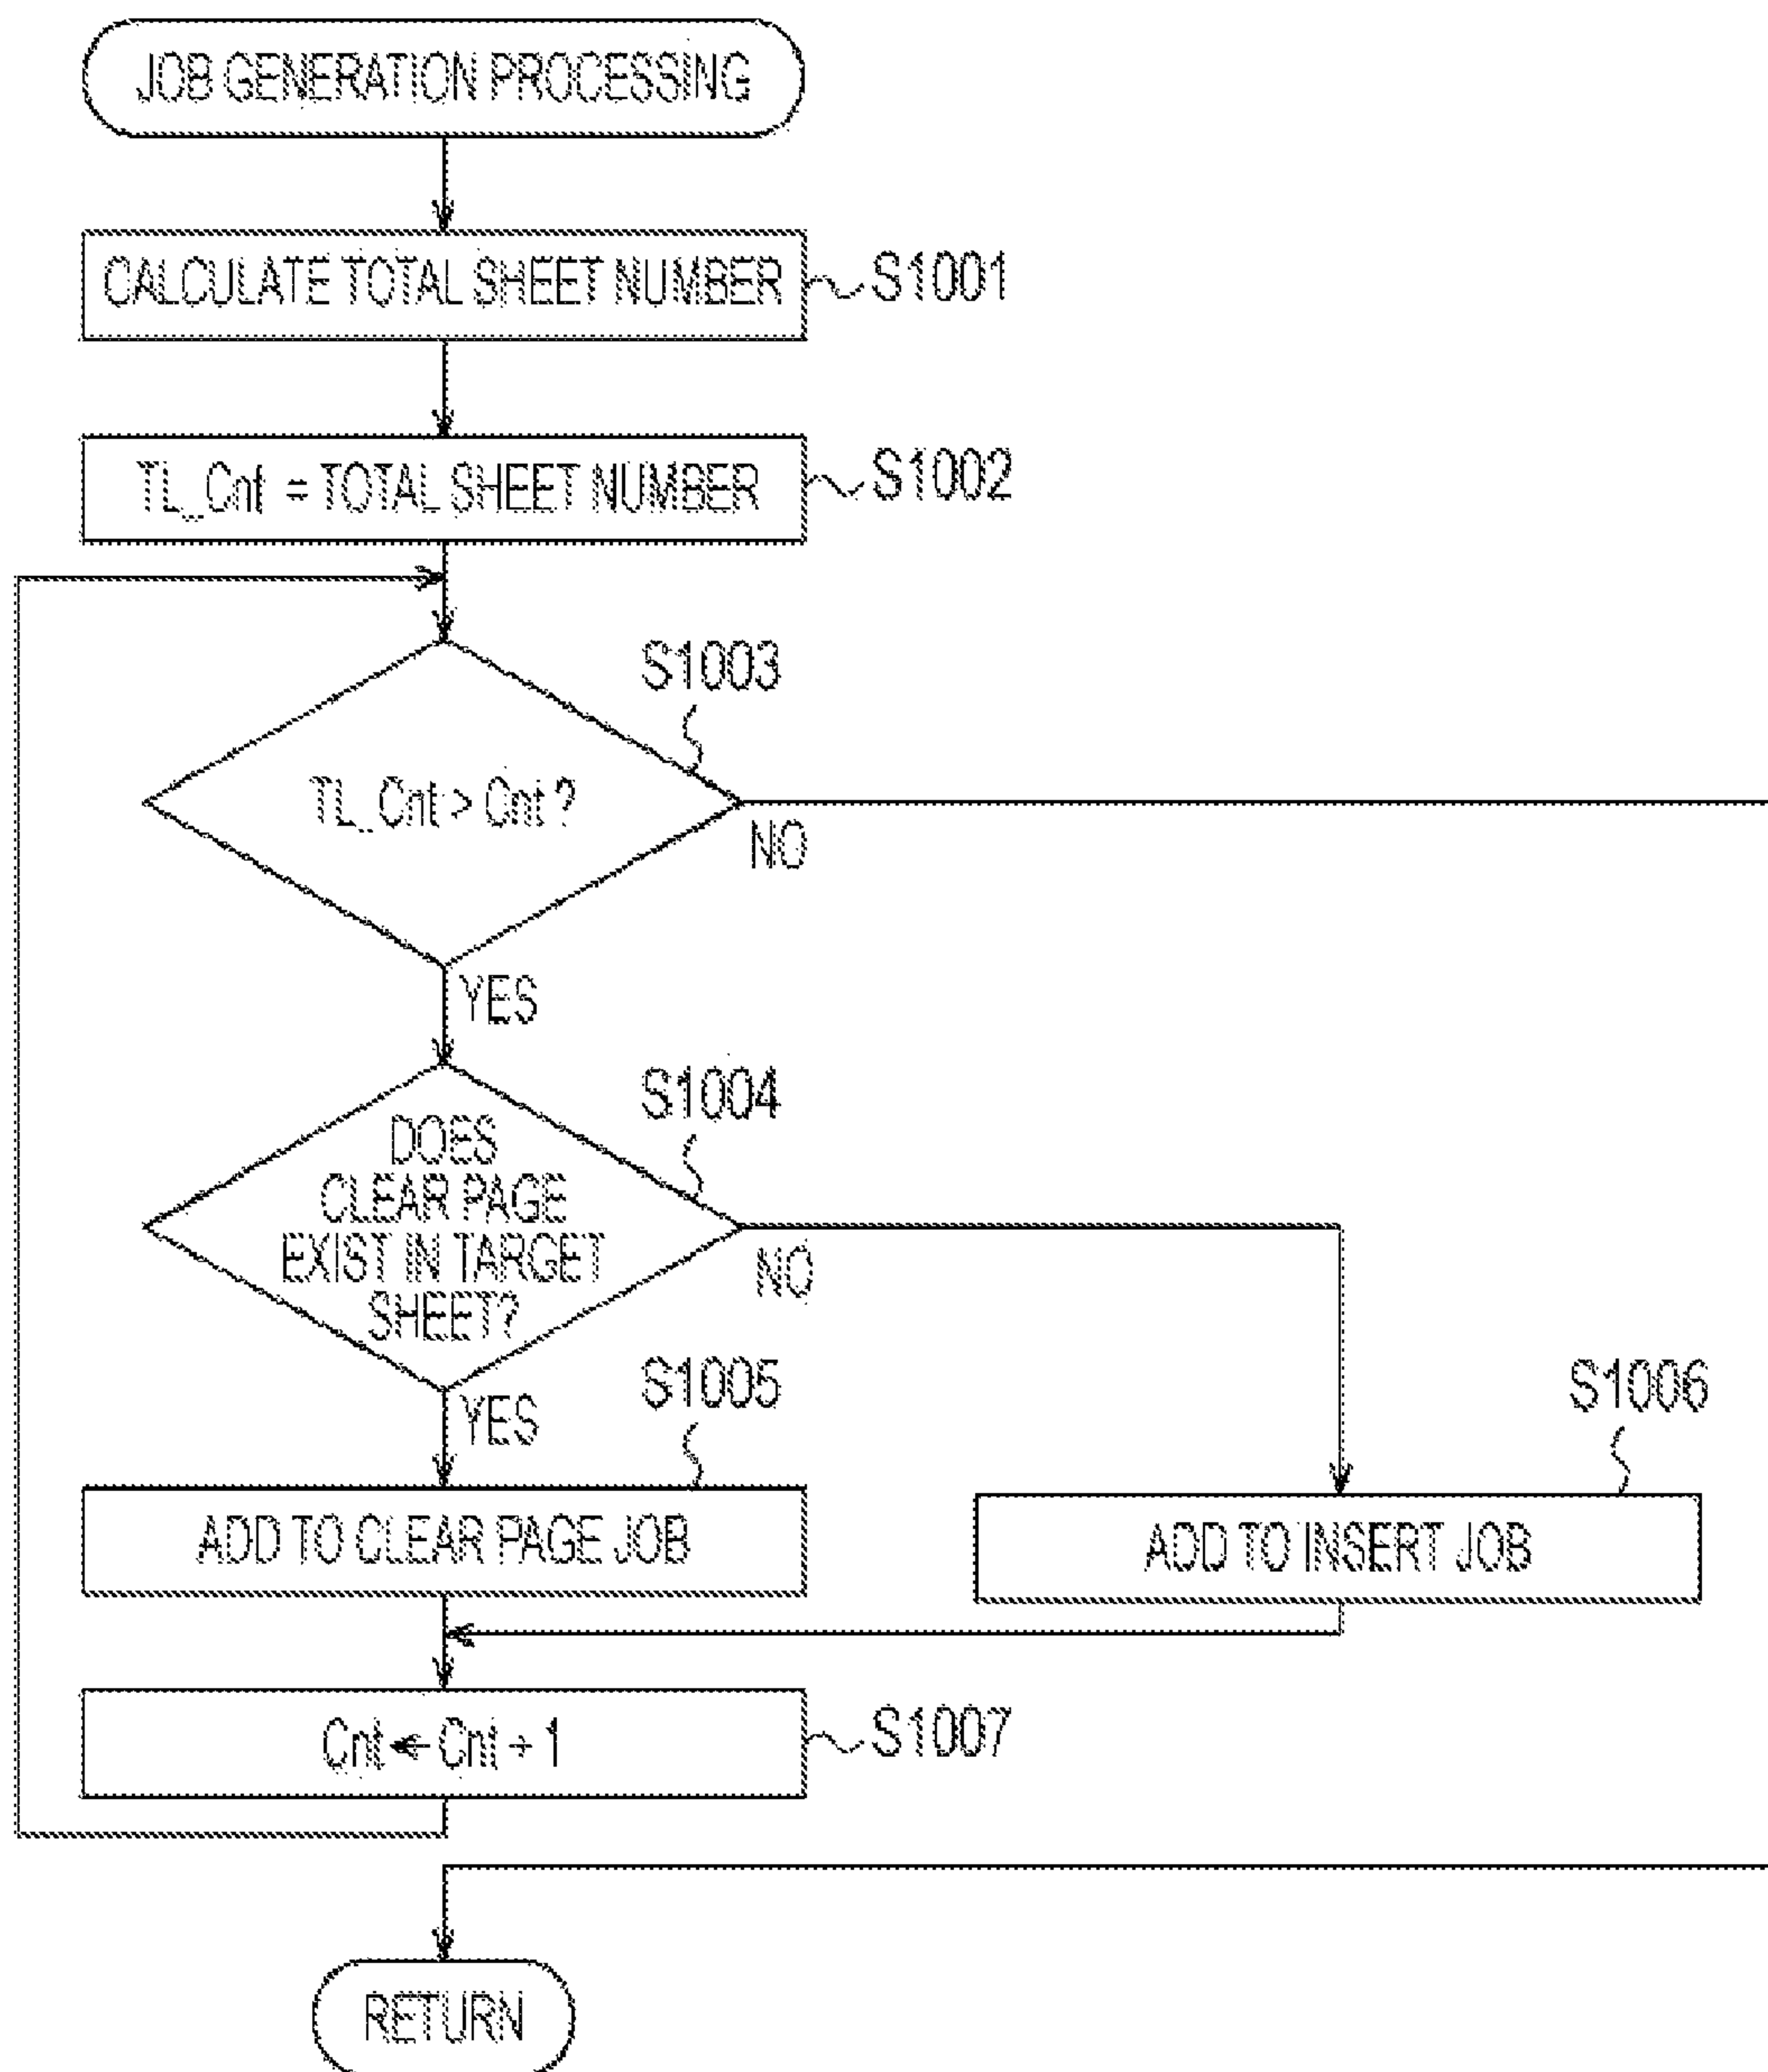 JOB GENERATION PROCESSING
CALCULATE TOTAL SHEET NUMBER
S1001
TL_Cnt = TOTAL SHEET NUMBER
S1002
S1003
TL_Cnt > Cnt ?
NO
YES
S1004
DOES
CLEAR PAGE
EXIST IN TARGET
SHEET?
NO
YES
S1005
S1006
ADD TO CLEAR PAGE JOB
ADD TO INSERT JOB
Cnt ← Cnt + 1
S1007
RETURN